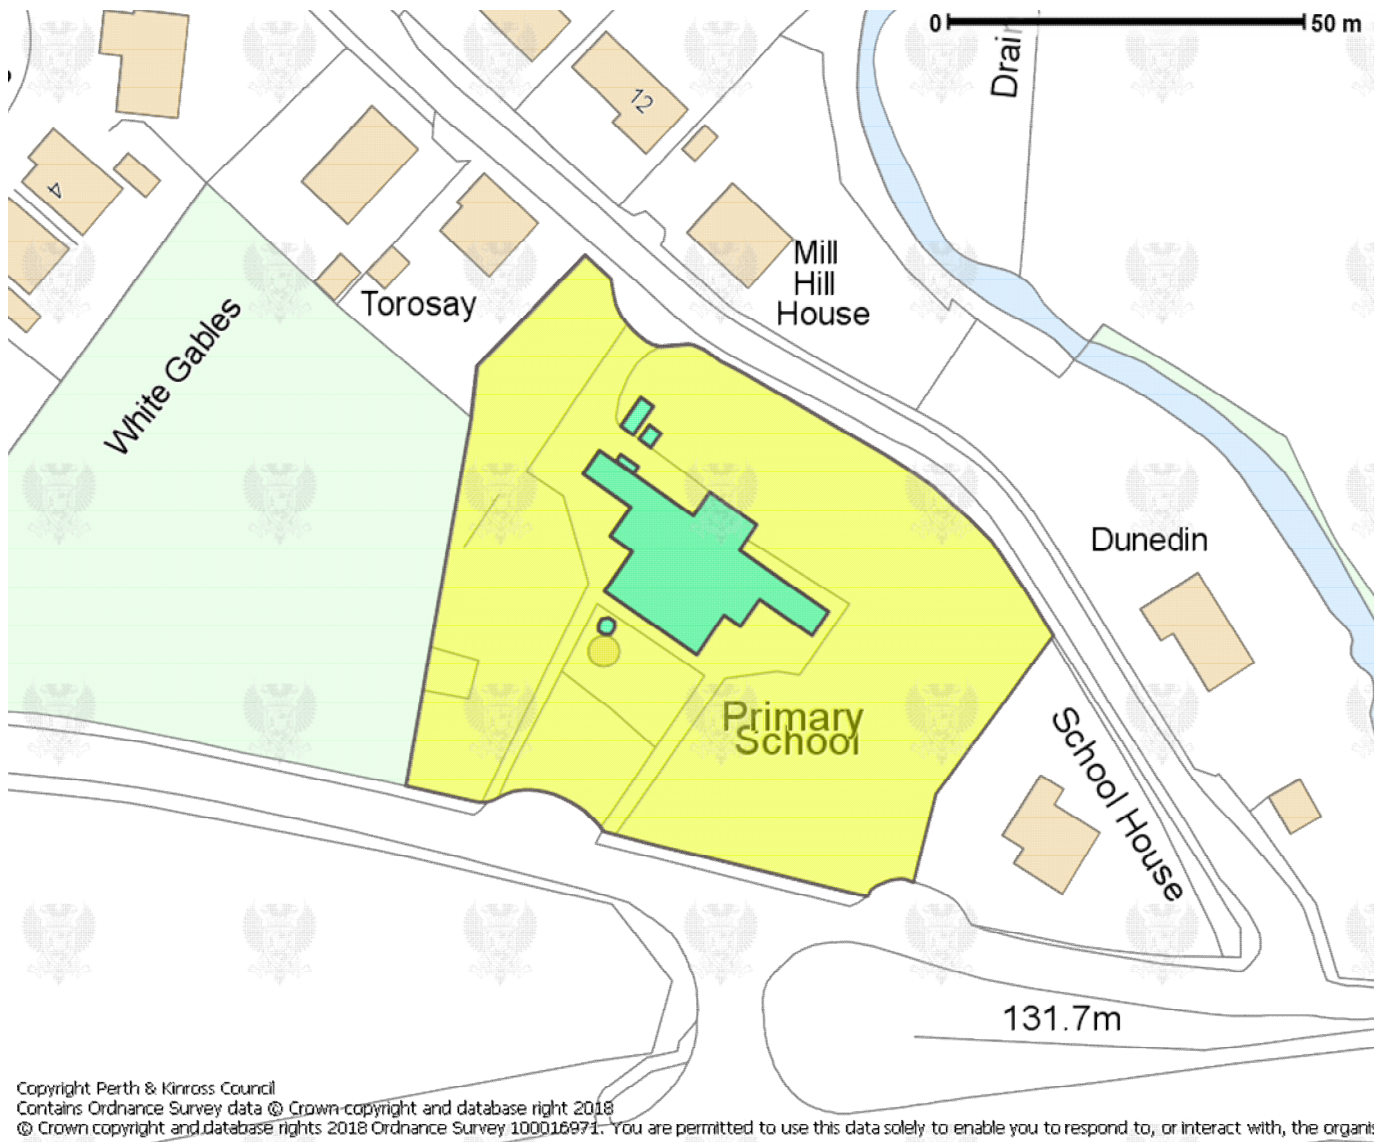 0
50 m
Drain
12
4
Mill
Hill
House
Torosay
White Gables
Dunedin
Primary
School
School House
131.7m
Copyright Perth & Kinross Council
Contains Ordnance Survey data © Crown copyright and database right 2018
© Crown copyright and database rights 2018 Ordnance Survey 100016971. You are permitted to use this data solely to enable you to respond to, or interact with, the organis